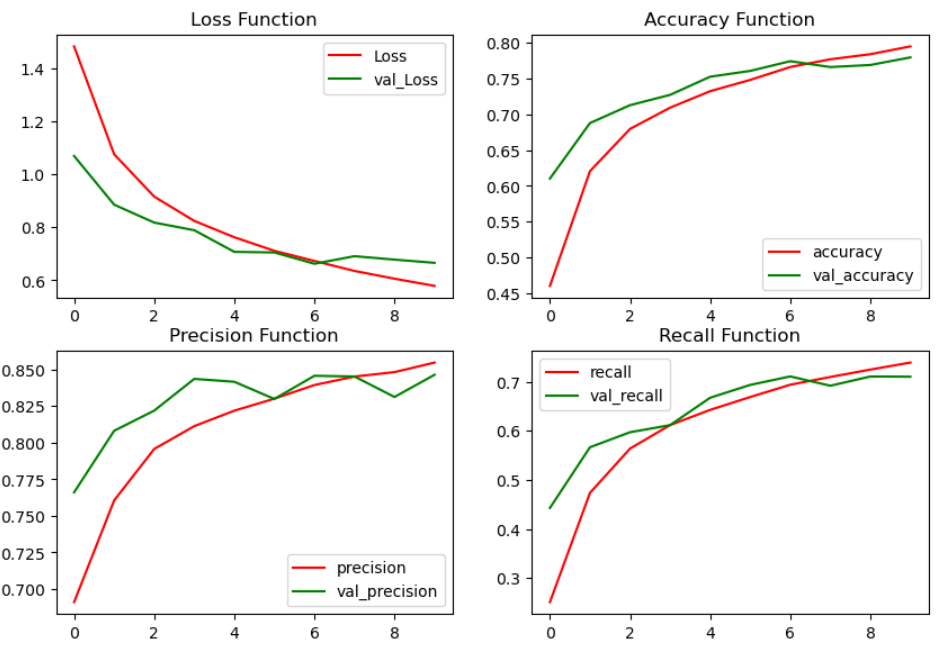 Loss Function
1.4
1.2
1.0
0.8
0.6
Loss
val_Loss
0 2 4 6 8
Accuracy Function
0.80
0.75
0.70
0.65
0.60
0.55
0.50
0.45
accuracy
val_accuracy
0 2 4 6 8
Precision Function
0.850
0.825
0.800
0.775
0.750
0.725
0.700
precision
val_precision
0 2 4 6 8
Recall Function
0.7
0.6
0.5
0.4
0.3
recall
val_recall
0 2 4 6 8